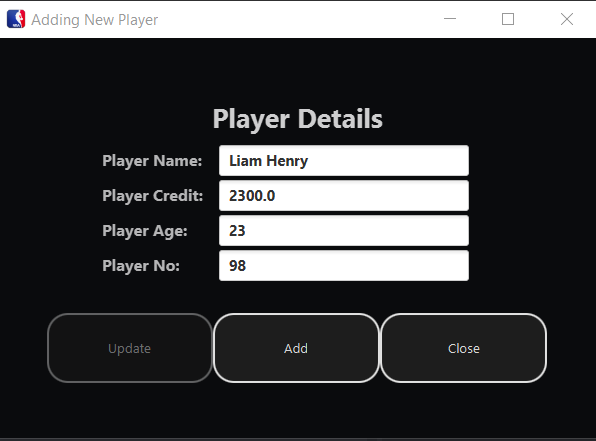 Adding New Player
Player Details
Player Name: Liam Henry
Player Credit: 2300.0
Player Age: 23
Player No: 98
Update Add Close